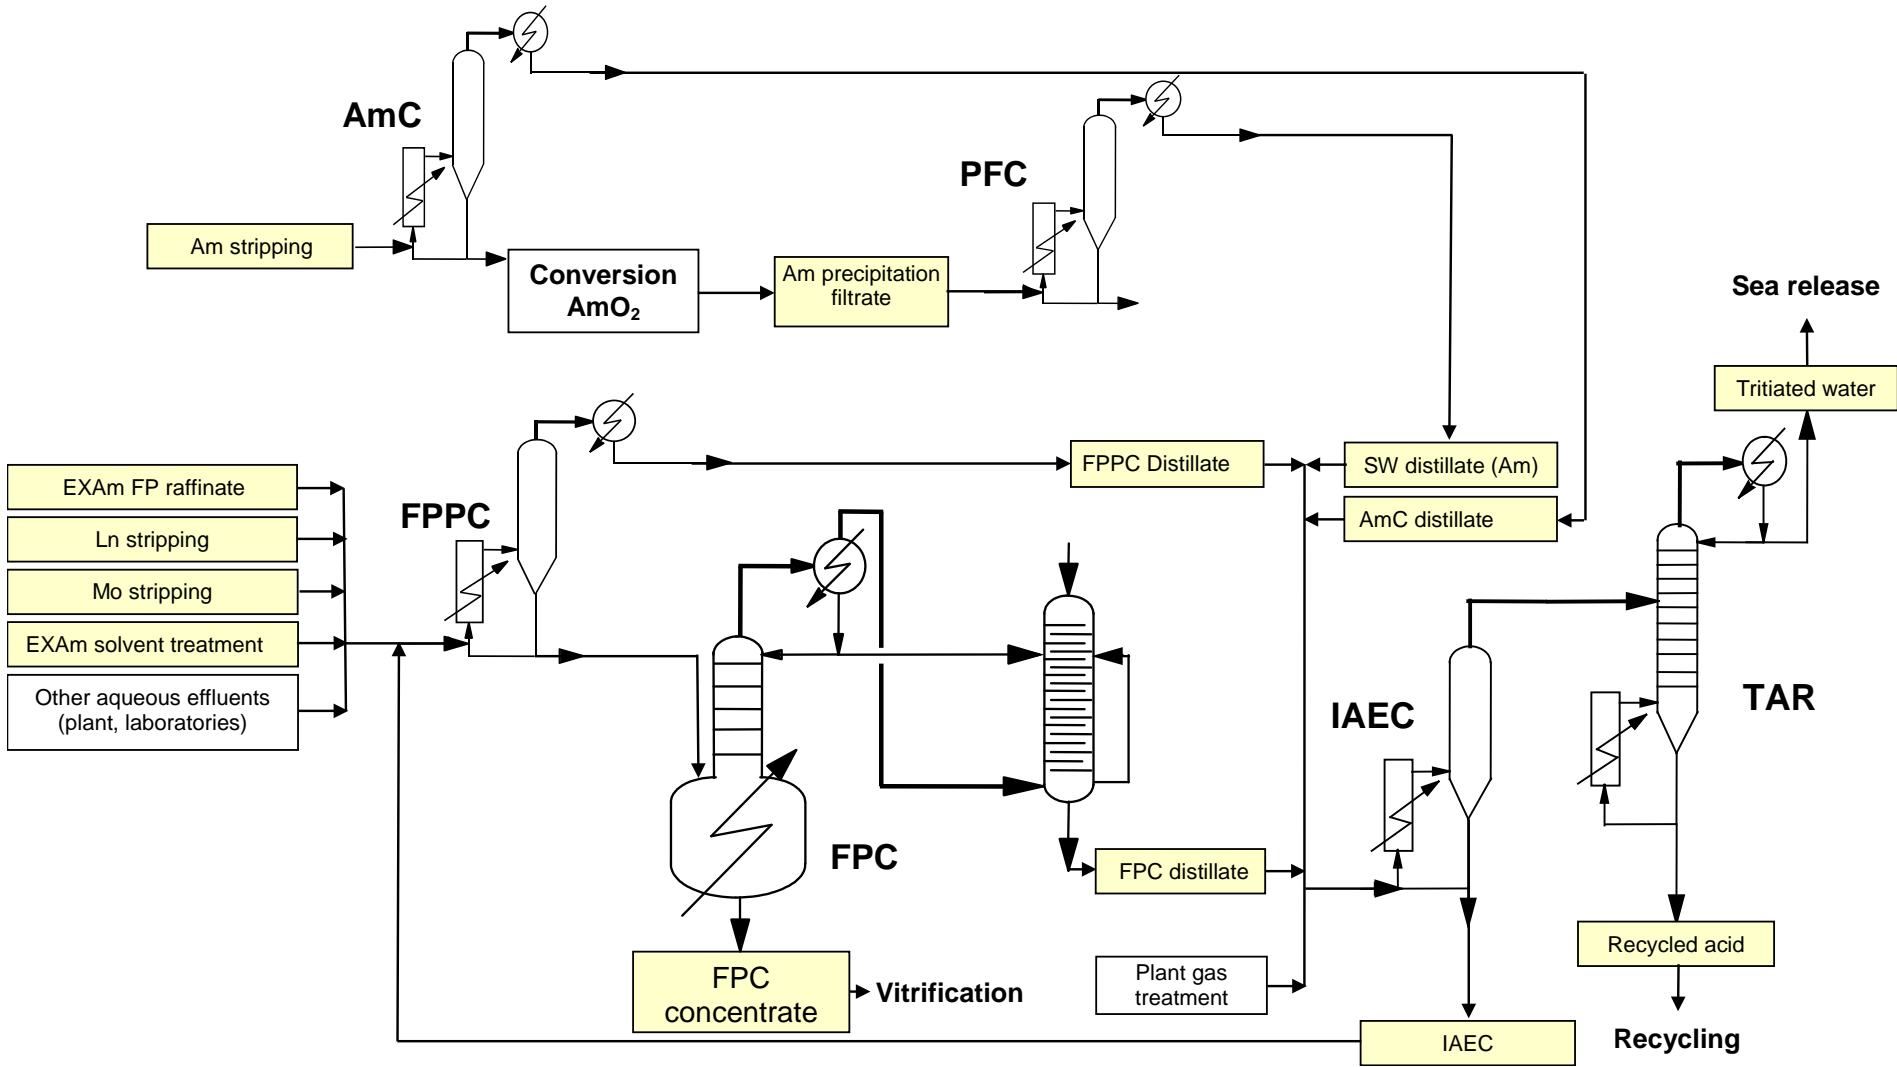 AmC
PFC
Am stripping
Conversion
AmO₂
Am precipitation
filtrate
Sea release
Tritiated water
FPPC Distillate
SW distillate (Am)
AmC distillate
EXAm FP raffinate
Ln stripping
Mo stripping
EXAm solvent treatment
Other aqueous effluents
(plant, laboratories)
FPPC
IAEC
TAR
FPC
FPC distillate
Recycled acid
Plant gas
treatment
FPC
concentrate
Vitrification
IAEC
Recycling